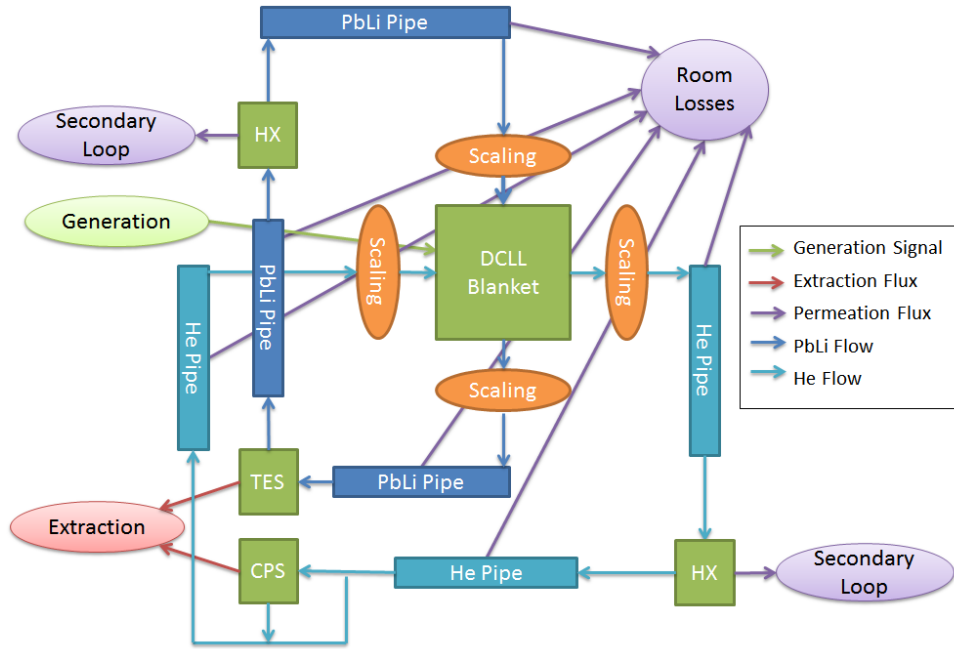 PbLi Pipe
Room
Losses
HX
Secondary
Loop
Scaling
Generation
PbLi Pipe
Scaling
DCLL
Blanket
Scaling
He Pipe
He Pipe
Generation Signal
Extraction Flux
Permeation Flux
PbLi Flow
He Flow
Scaling
TES
PbLi Pipe
Extraction
CPS
He Pipe
HX
Secondary
Loop